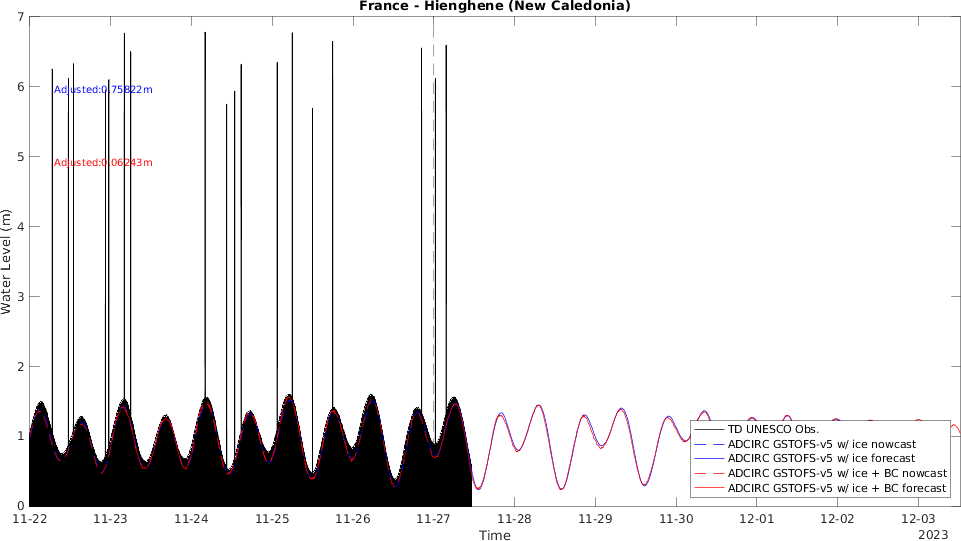 France - Hienghene (New Caledonia)
7
6
5
4
3
2
1
0
Water Level (m)
Adjusted:0.75822m
Adjusted:0.06243m
TD UNESCO Obs.
ADCIRC GSTOFS-v5 w/ ice nowcast
ADCIRC GSTOFS-v5 w/ ice forecast
ADCIRC GSTOFS-v5 w/ ice + BC nowcast
ADCIRC GSTOFS-v5 w/ ice + BC forecast
11-22 11-23 11-24 11-25 11-26 11-27 11-28 11-29 11-30 12-01 12-02 12-03
Time
2023